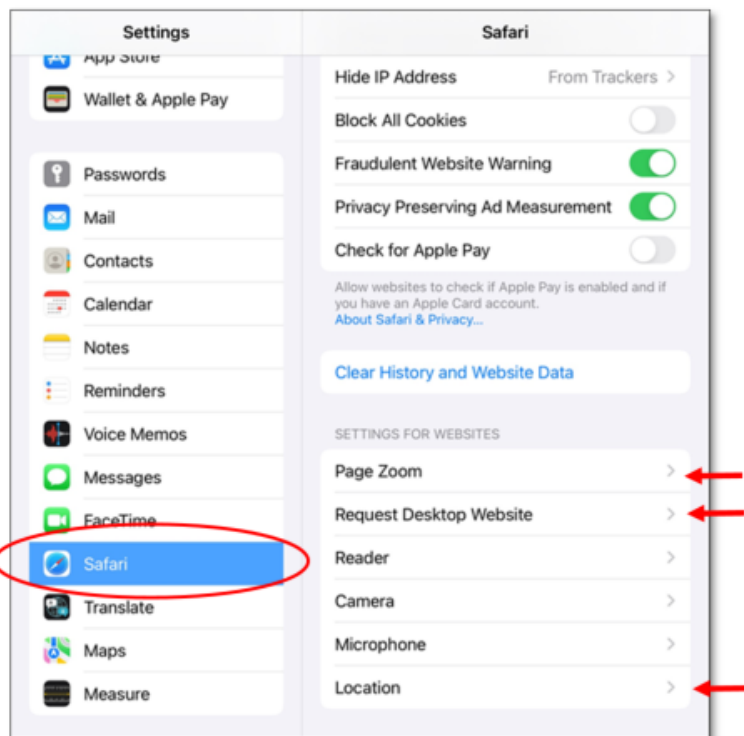 Settings
App Store
Wallet & Apple Pay
Passwords
Mail
Contacts
Calendar
Notes
Reminders
Voice Memos
Messages
FaceTime
Safari
Translate
Maps
Measure
Safari
Hide IP Address From Trackers >
Block All Cookies
Fraudulent Website Warning
Privacy Preserving Ad Measurement
Check for Apple Pay
Allow websites to check if Apple Pay is enabled and if
you have an Apple Card account.
About Safari & Privacy...
Clear History and Website Data
SETTINGS FOR WEBSITES
Page Zoom >
Request Desktop Website >
Reader >
Camera >
Microphone >
Location >